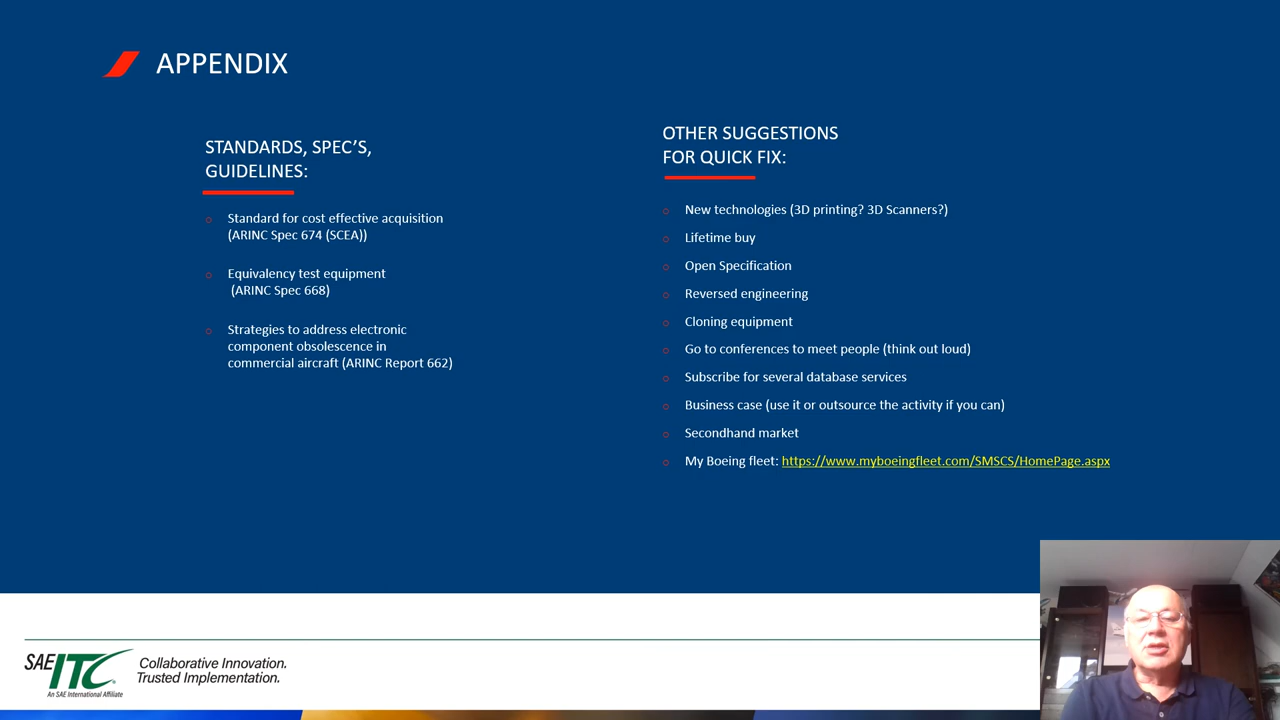 APPENDIX
STANDARDS, SPEC’S,
GUIDELINES:
Standard for cost effective acquisition
(ARINC Spec 674 (SCEA))
Equivalency test equipment
(ARINC Spec 668)
Strategies to address electronic
component obsolescence in
commercial aircraft (ARINC Report 662)
OTHER SUGGESTIONS
FOR QUICK FIX:
New technologies (3D printing? 3D Scanners?)
Lifetime buy
Open Specification
Reversed engineering
Cloning equipment
Go to conferences to meet people (think out loud)
Subscribe for several database services
Business case (use it or outsource the activity if you can)
Secondhand market
My Boeing fleet: https://www.myboeingfleet.com/SMSCS/HomePage.aspx
SAE ITC
An SAE International Affiliate
Collaborative Innovation.
Trusted Implementation.